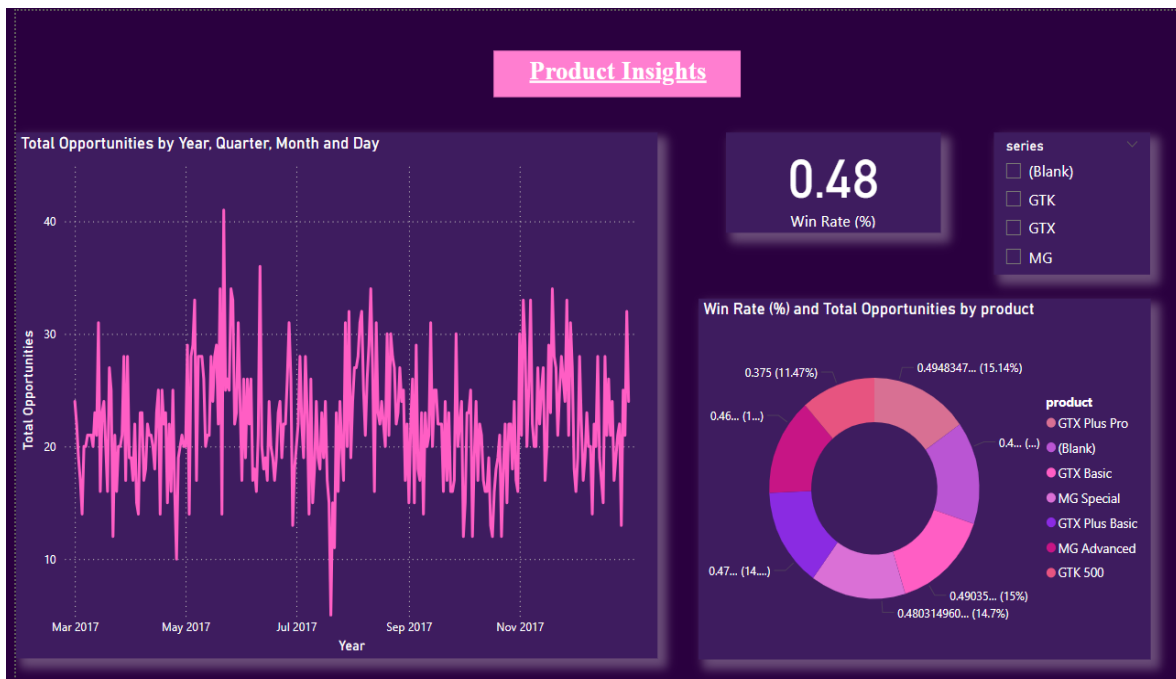 Product Insights
Total Opportunities by Year, Quarter, Month and Day
Total Opportunities
40
30
20
10
Mar 2017
May 2017
Jul 2017
Sep 2017
Nov 2017
Year
0.48
Win Rate (%)
series
(Blank)
GTK
GTX
MG
Win Rate (%) and Total Opportunities by product
0.4948347... (15.14%)
0.4... (...)
0.49035... (15%)
0.480314960... (14.7%)
0.47... (14....)
0.46... (1...)
0.375 (11.47%)
product
GTX Plus Pro
(Blank)
GTX Basic
MG Special
GTX Plus Basic
MG Advanced
GTK 500